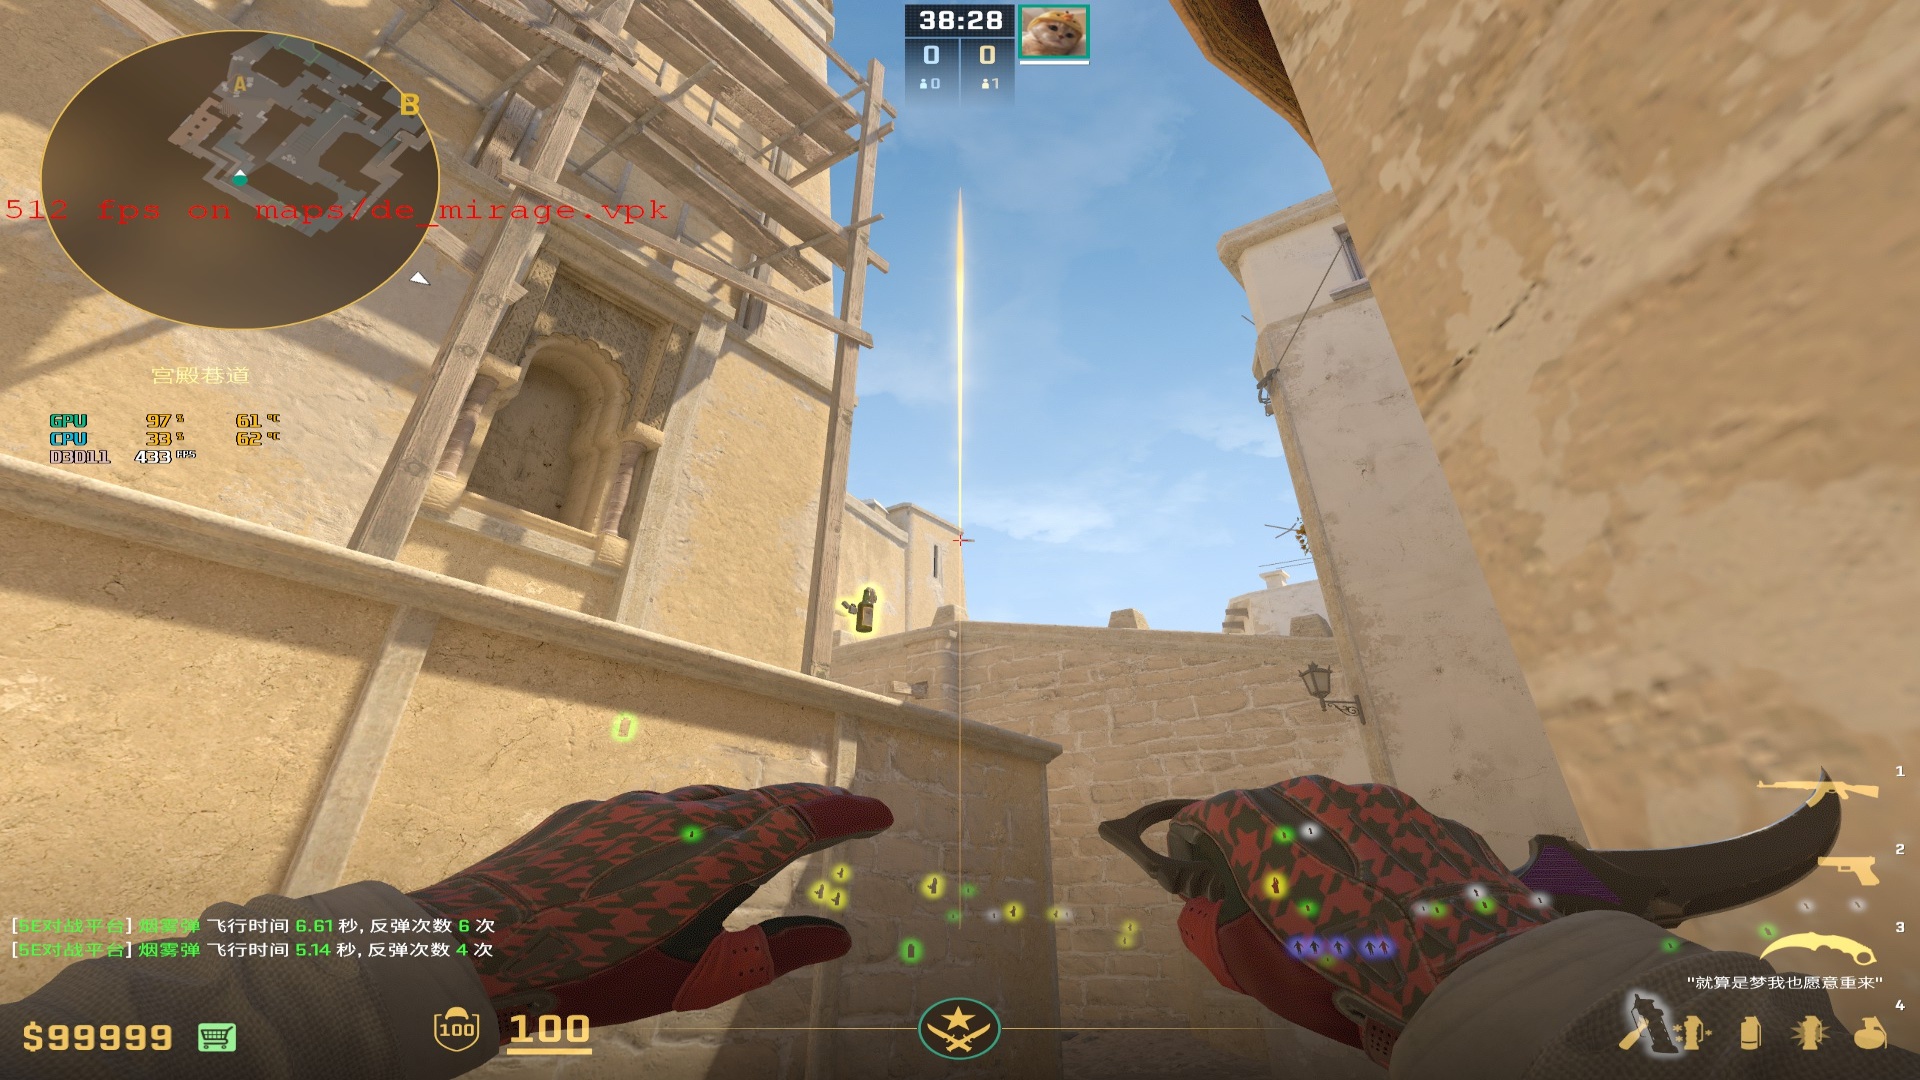 38:28
0 0
0 1
A
B
512 fps on maps/de_mirage.vpk
宫殿巷道
GPU 97 % 61 °C
CPU 33 % 62 °C
D3D11 433 FPS
1
2
3
"就算是梦我也愿意重来"
4
[5E对战平台] 烟雾弹 飞行时间 6.61 秒, 反弹次数 6 次
[5E对战平台] 烟雾弹 飞行时间 5.14 秒, 反弹次数 4 次
$99999
100
100